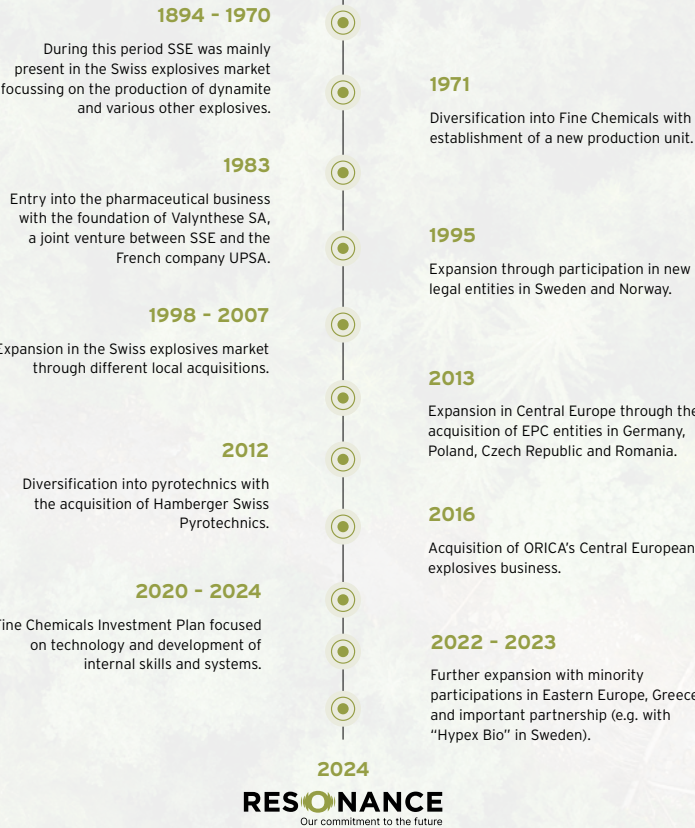 1894 – 1970
During this period SSE was mainly
present in the Swiss explosives market
focussing on the production of dynamite
and various other explosives.
1971
Diversification into Fine Chemicals with
establishment of a new production unit.
1983
Entry into the pharmaceutical business
with the foundation of Valynthese SA,
a joint venture between SSE and the
French company UPSA.
1995
Expansion through participation in new
legal entities in Sweden and Norway.
1998 – 2007
Expansion in the Swiss explosives market
through different local acquisitions.
2013
Expansion in Central Europe through the
acquisition of EPC entities in Germany,
Poland, Czech Republic and Romania.
2012
Diversification into pyrotechnics with
the acquisition of Hamberger Swiss
Pyrotechnics.
2016
Acquisition of ORICA’s Central European
explosives business.
2020 – 2024
Fine Chemicals Investment Plan focused
on technology and development of
internal skills and systems.
2022 – 2023
Further expansion with minority
participations in Eastern Europe, Greece
and important partnership (e.g. with
“Hypex Bio” in Sweden).
2024
RESONANCE
Our commitment to the future